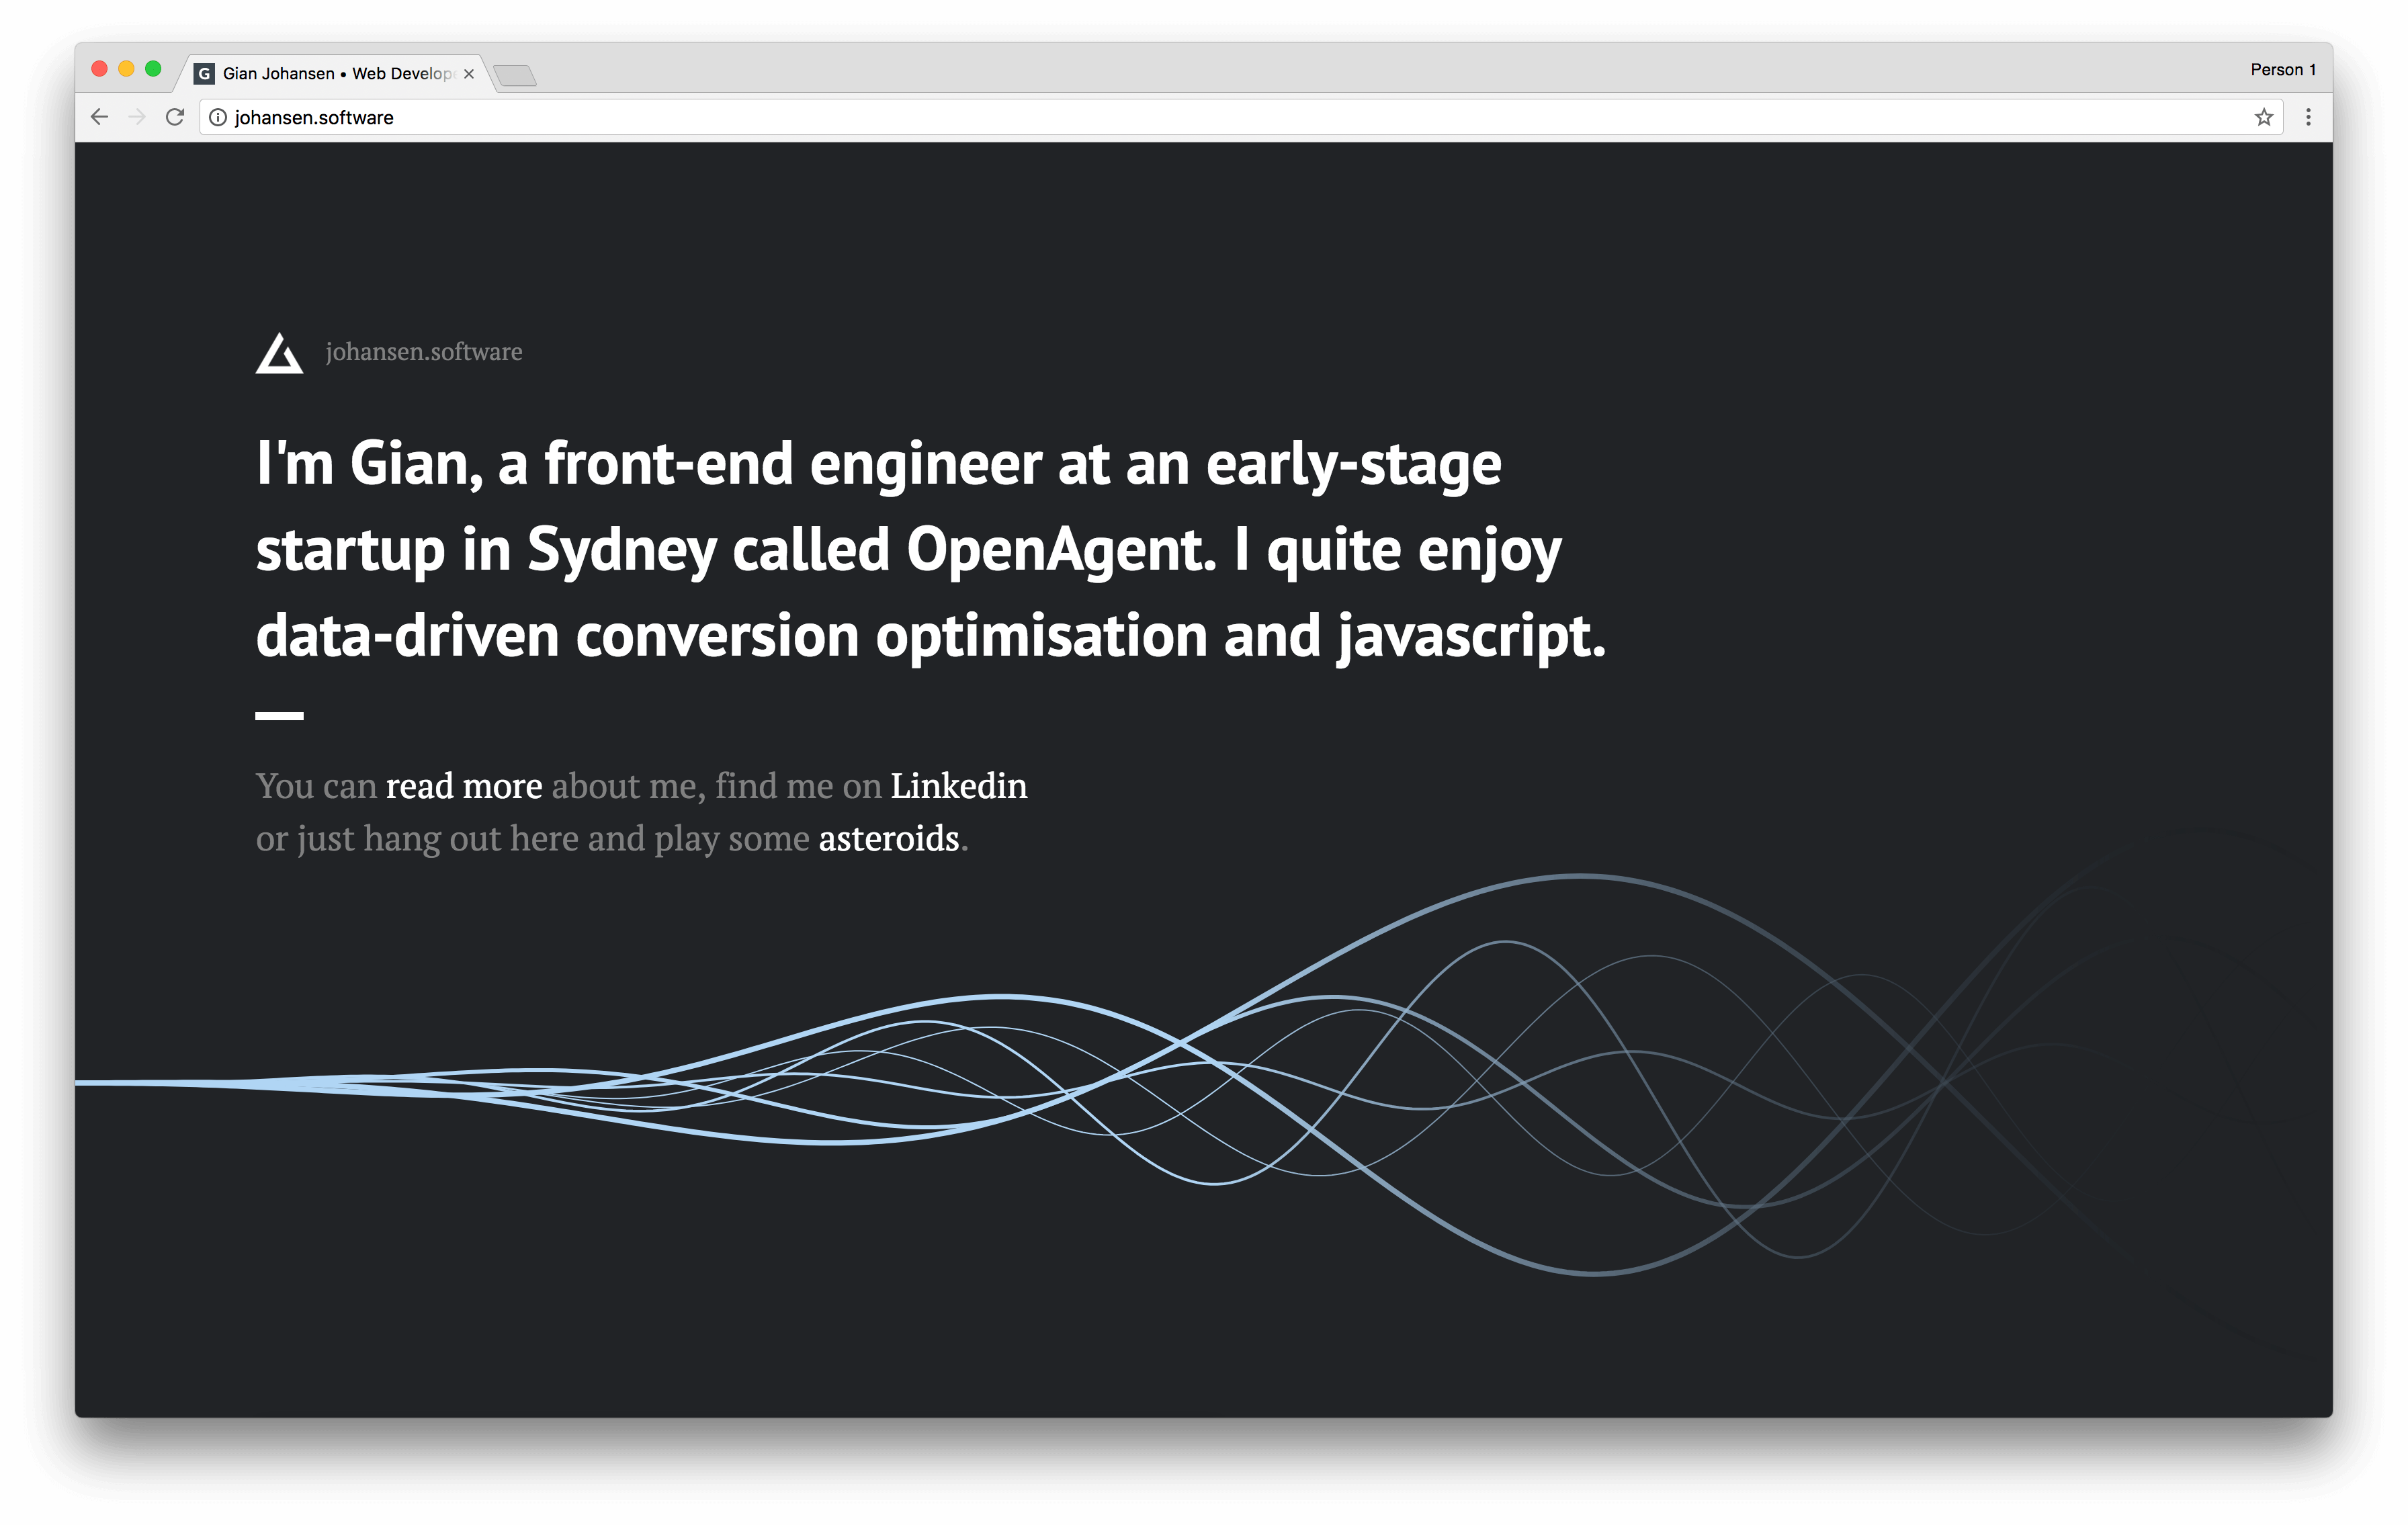 G Gian Johansen • Web Develope
Person 1
johansen.software
johansen.software
I'm Gian, a front-end engineer at an early-stage
startup in Sydney called OpenAgent. I quite enjoy
data-driven conversion optimisation and javascript.
You can read more about me, find me on Linkedin
or just hang out here and play some asteroids.